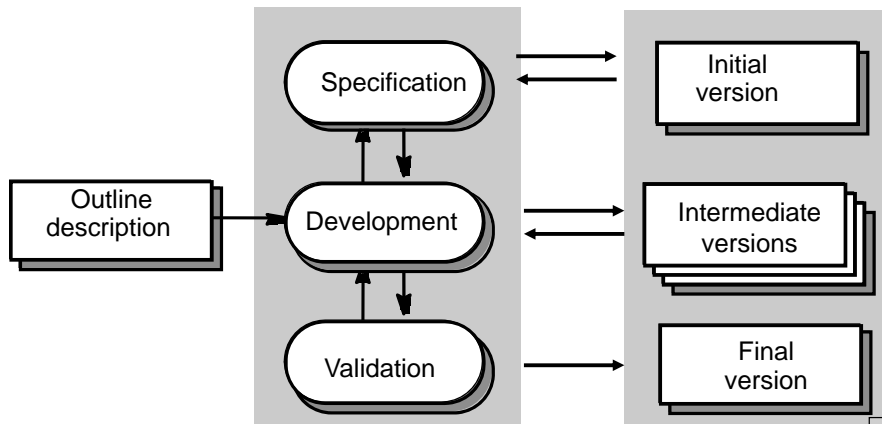 Specification
Initial
version
Outline
description
Development
Intermediate
versions
Validation
Final
version